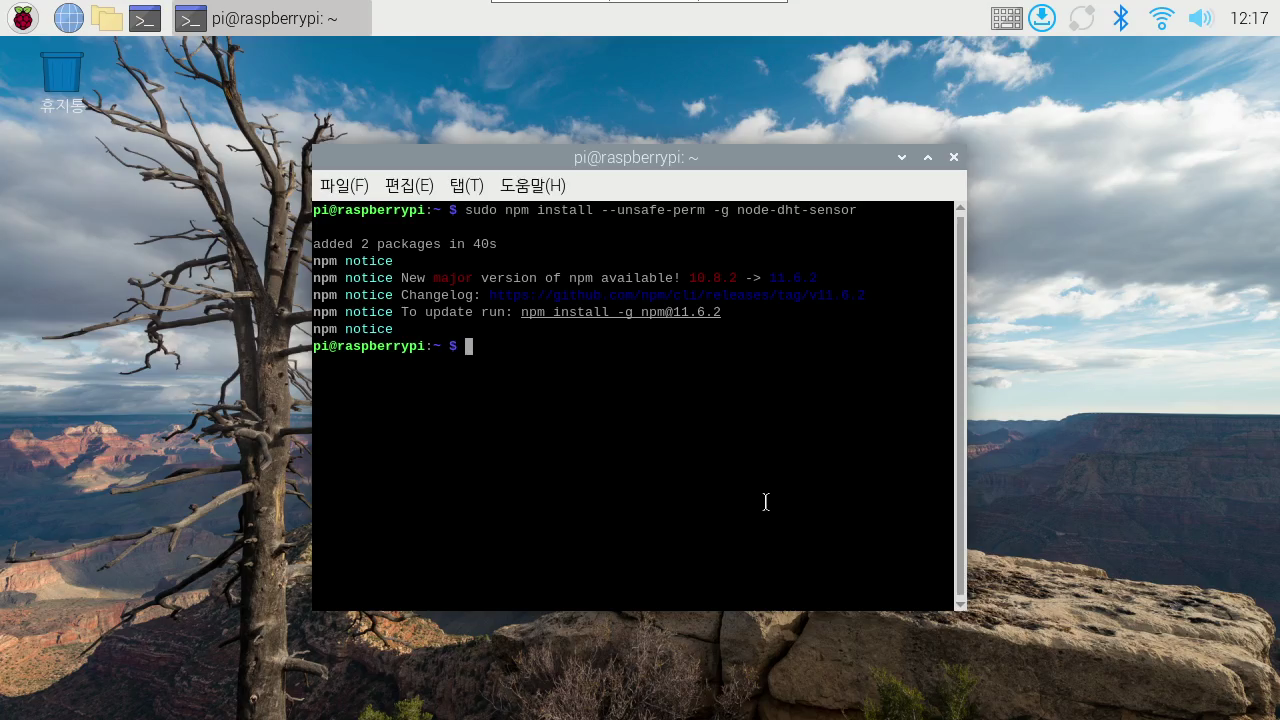 pi@raspberrypi: ~
12:17
휴지통
pi@raspberrypi: ~
파일(F) 편집(E) 탭(T) 도움말(H)
pi@raspberrypi:~ $ sudo npm install --unsafe-perm -g node-dht-sensor
added 2 packages in 40s
npm notice
npm notice New major version of npm available! 10.8.2 -> 11.6.2
npm notice Changelog: https://github.com/npm/cli/releases/tag/v11.6.2
npm notice To update run: npm install -g npm@11.6.2
npm notice
pi@raspberrypi:~ $